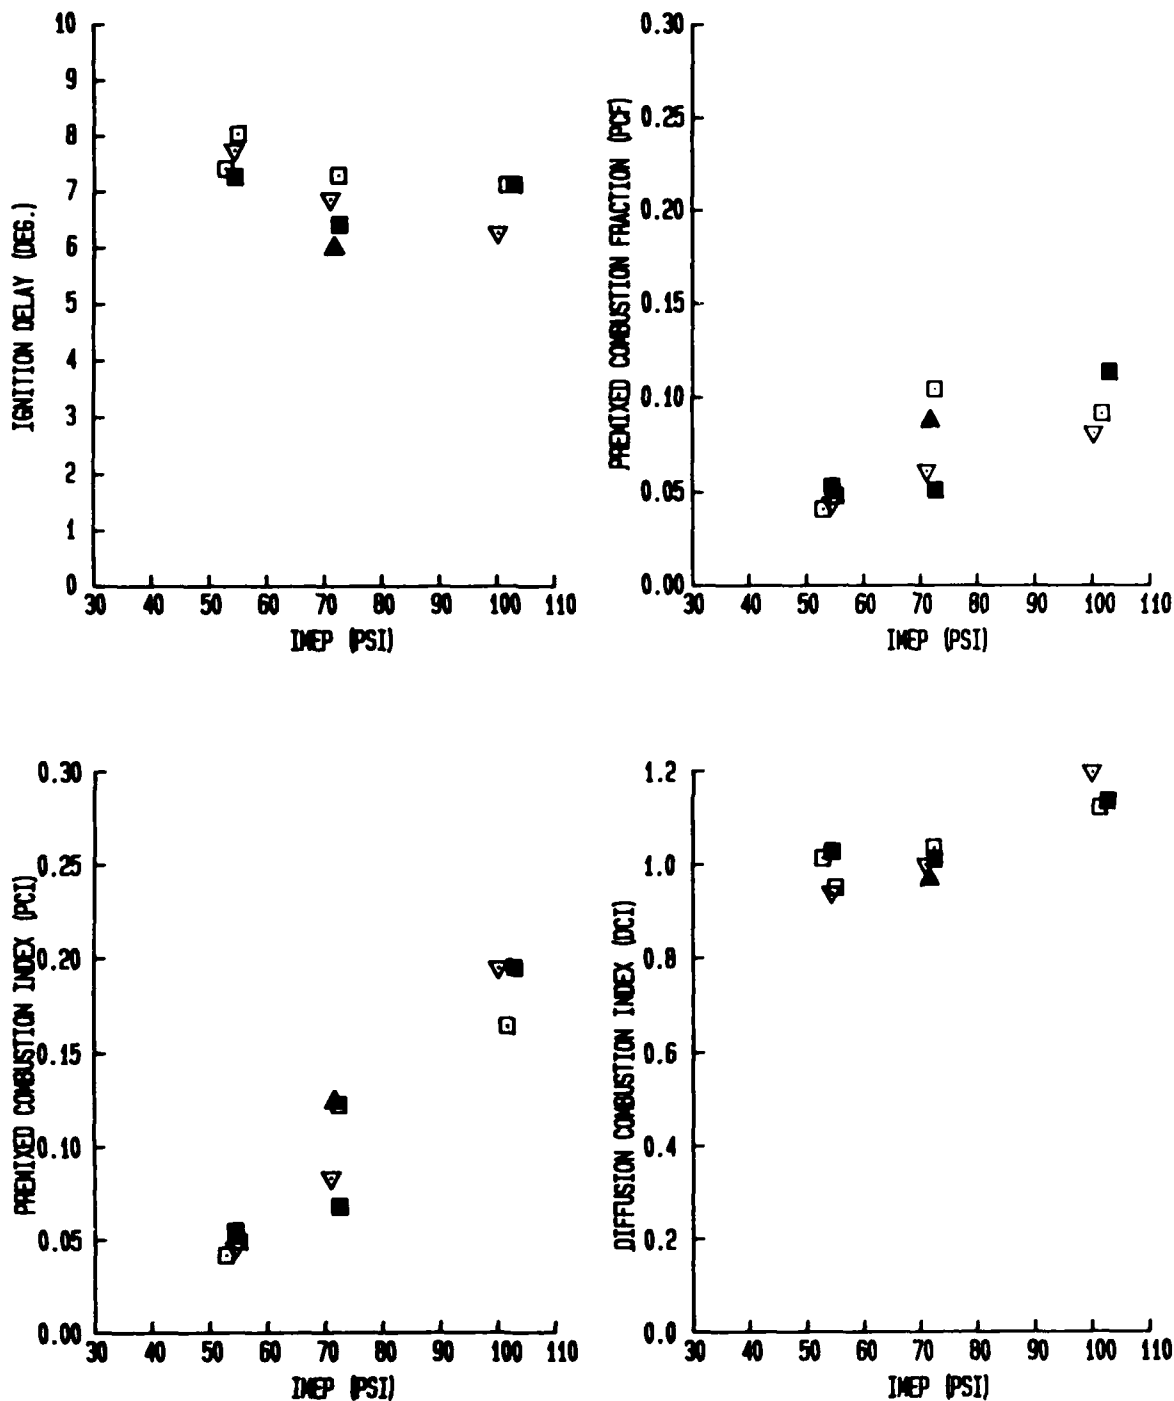 10
9
8
7
6
5
4
3
2
1
0
IGNITION DELAY (DEG.)
30 40 50 60 70 80 90 100 110
IMEP (PSI)
0.30
0.25
0.20
0.15
0.10
0.05
0.00
PREMIXED COMBUSTION FRACTION (PCF)
30 40 50 60 70 80 90 100 110
IMEP (PSI)
0.30
0.25
0.20
0.15
0.10
0.05
0.00
PREMIXED COMBUSTION INDEX (PCI)
30 40 50 60 70 80 90 100 110
IMEP (PSI)
1.2
1.0
0.8
0.6
0.4
0.2
0.0
DIFFUSION COMBUSTION INDEX (DCI)
30 40 50 60 70 80 90 100 110
IMEP (PSI)